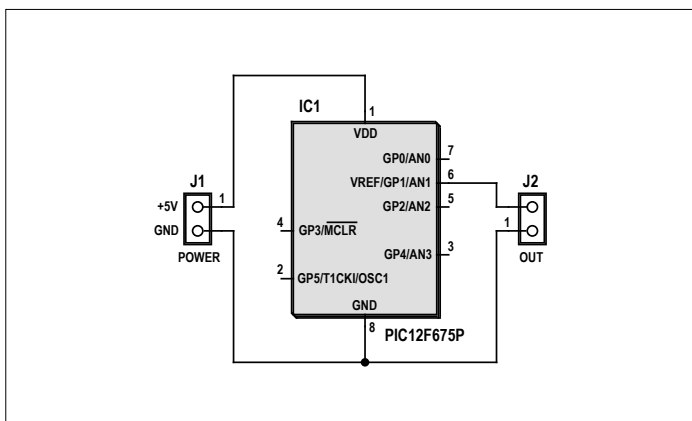 IC1
1
VDD
GP0/AN0
7
VREF/GP1/AN1
6
GP2/AN2
5
GP4/AN3
3
4
GP3/MCLR
2
GP5/T1CKI/OSC1
GND
8
PIC12F675P
J1
+5V
1
GND
POWER
J2
1
OUT